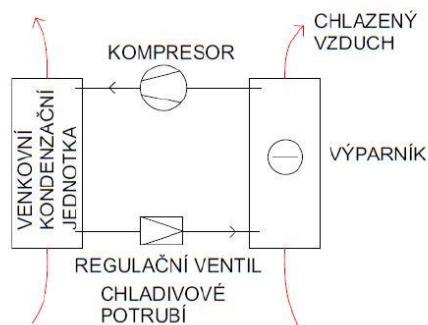 CHLAZENÝ
VZDUCH
KOMPRESOR
VENKOVNÍ
KONDENZAČNÍ
JEDNOTKA
VÝPARNÍK
REGULAČNÍ VENTIL
CHLADIVOVÉ
POTRUBÍ